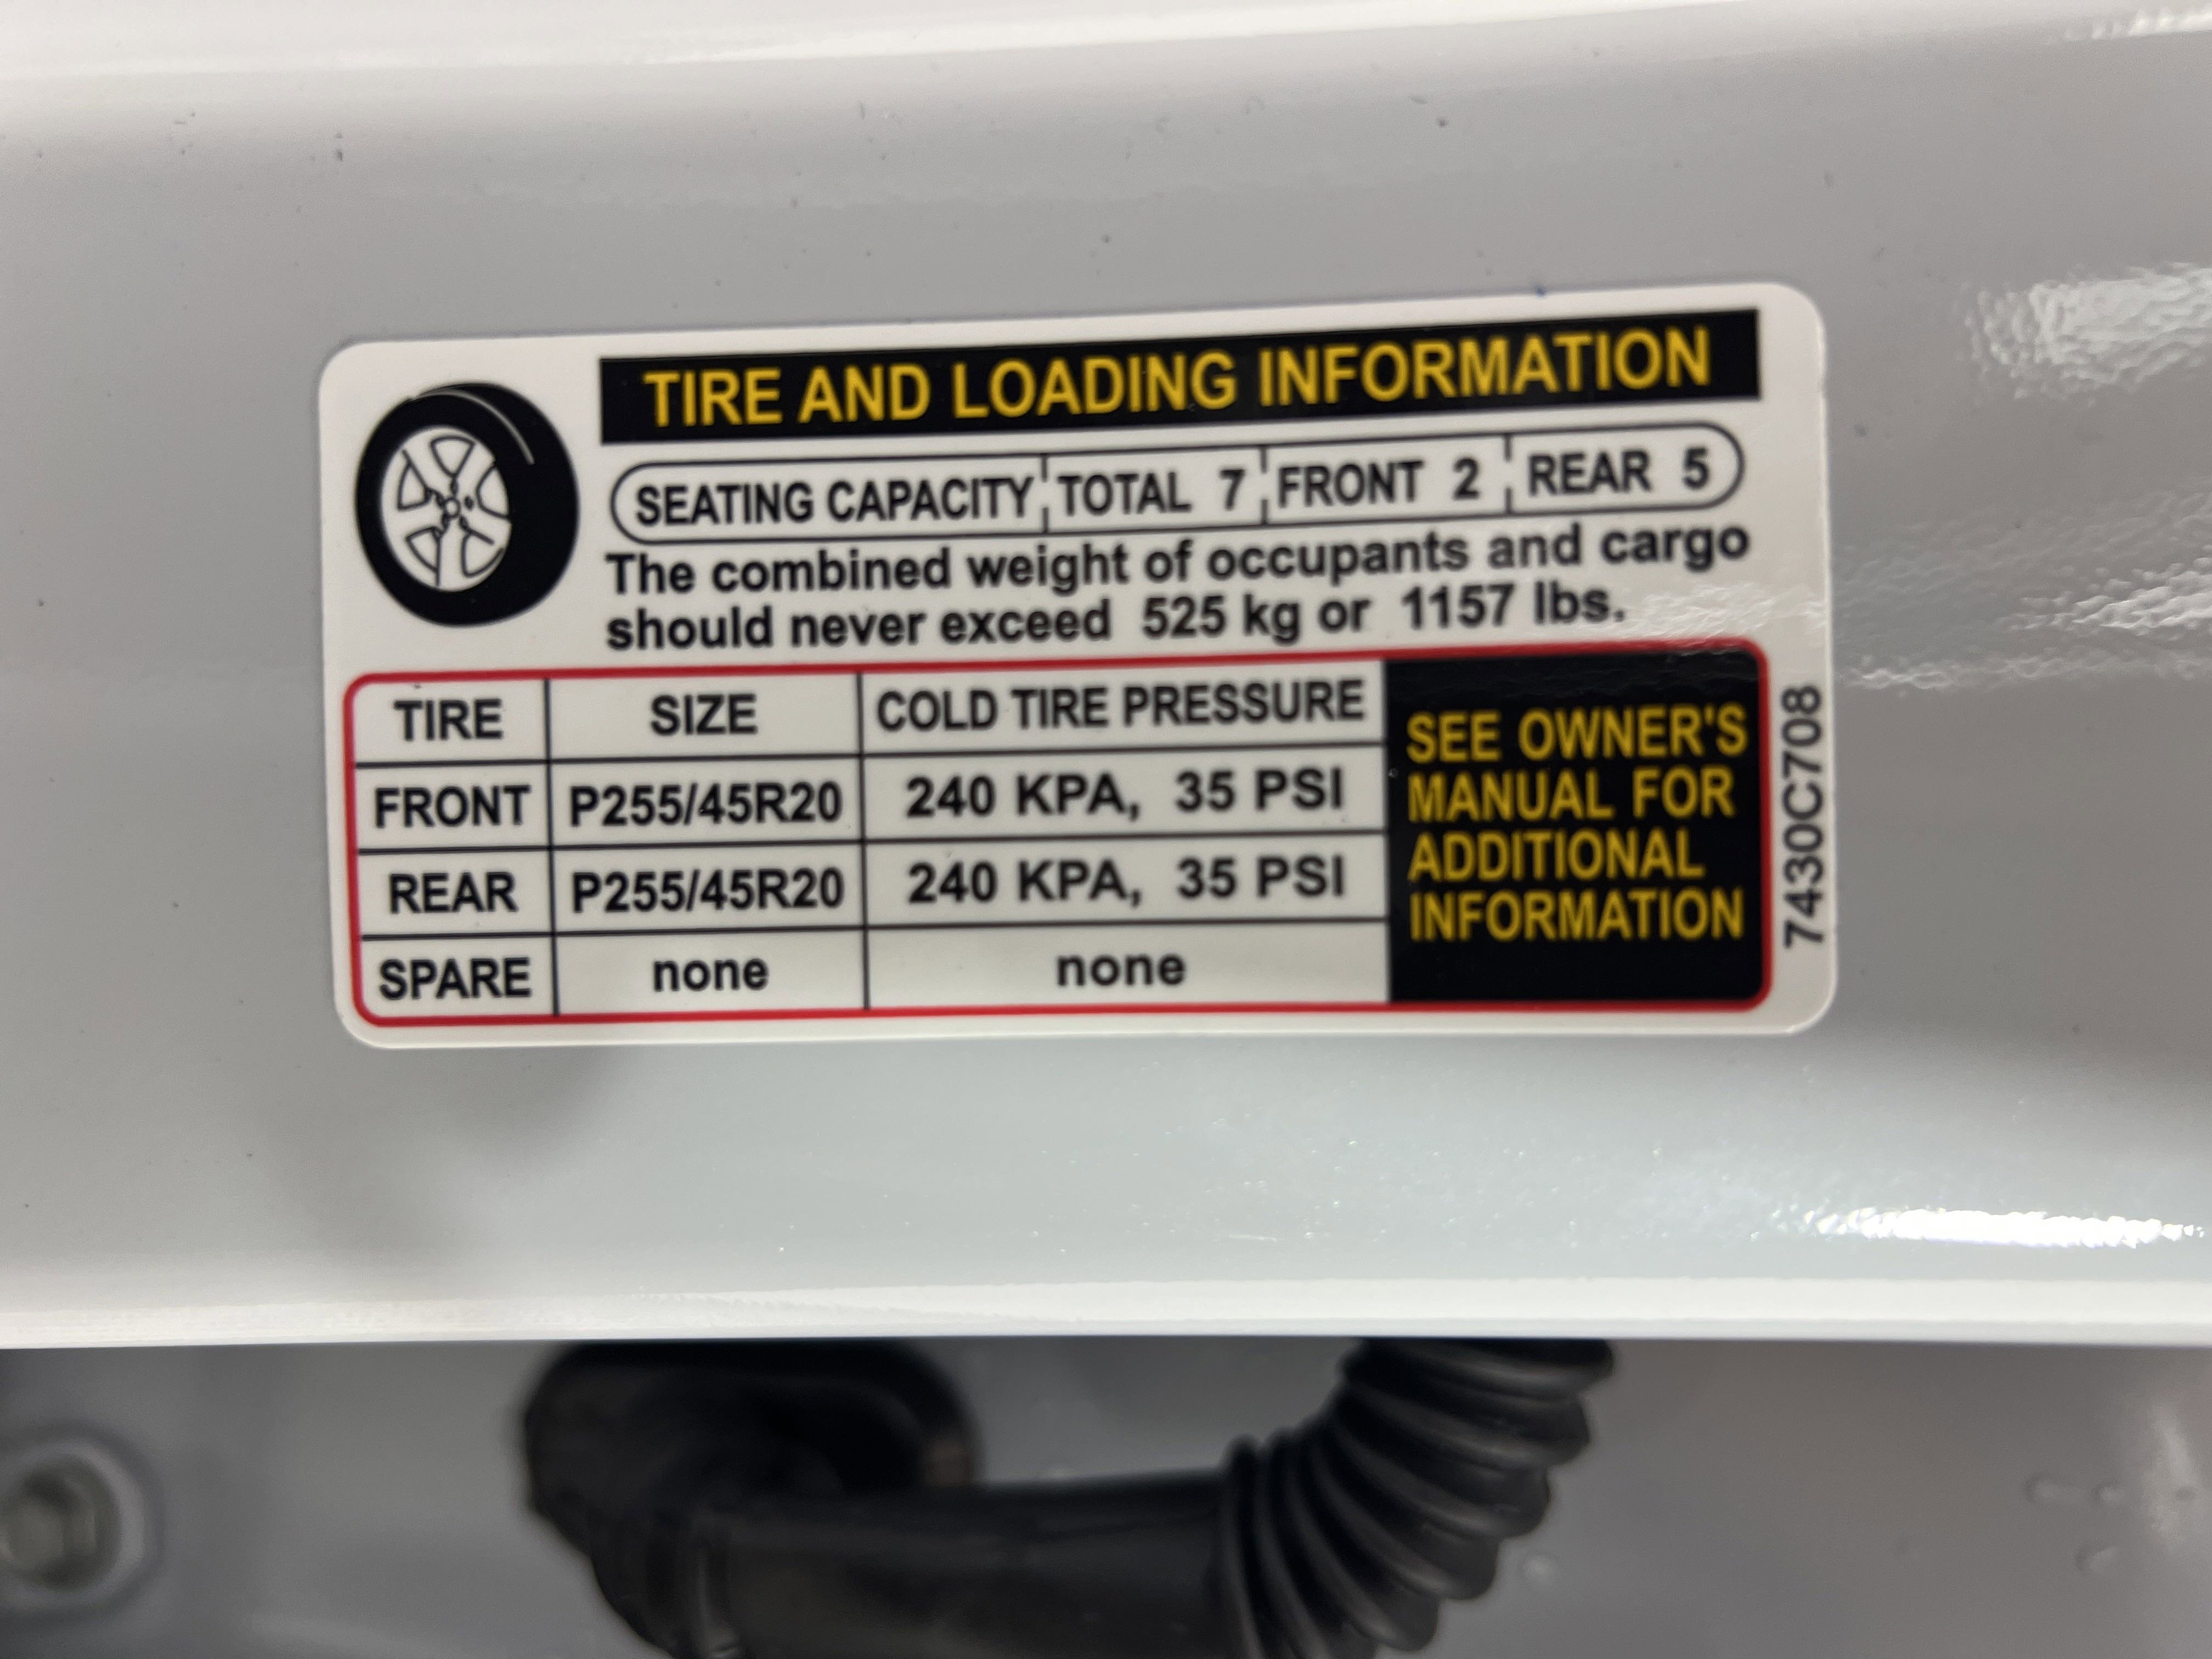 TIRE AND LOADING INFORMATION
SEATING CAPACITY TOTAL 7 FRONT 2 REAR 5
The combined weight of occupants and cargo
should never exceed 525 kg or 1157 lbs.
TIRE SIZE COLD TIRE PRESSURE
FRONT P255/45R20 240 KPA, 35 PSI
REAR P255/45R20 240 KPA, 35 PSI
SPARE none none
SEE OWNER'S
MANUAL FOR
ADDITIONAL
INFORMATION
7430C708